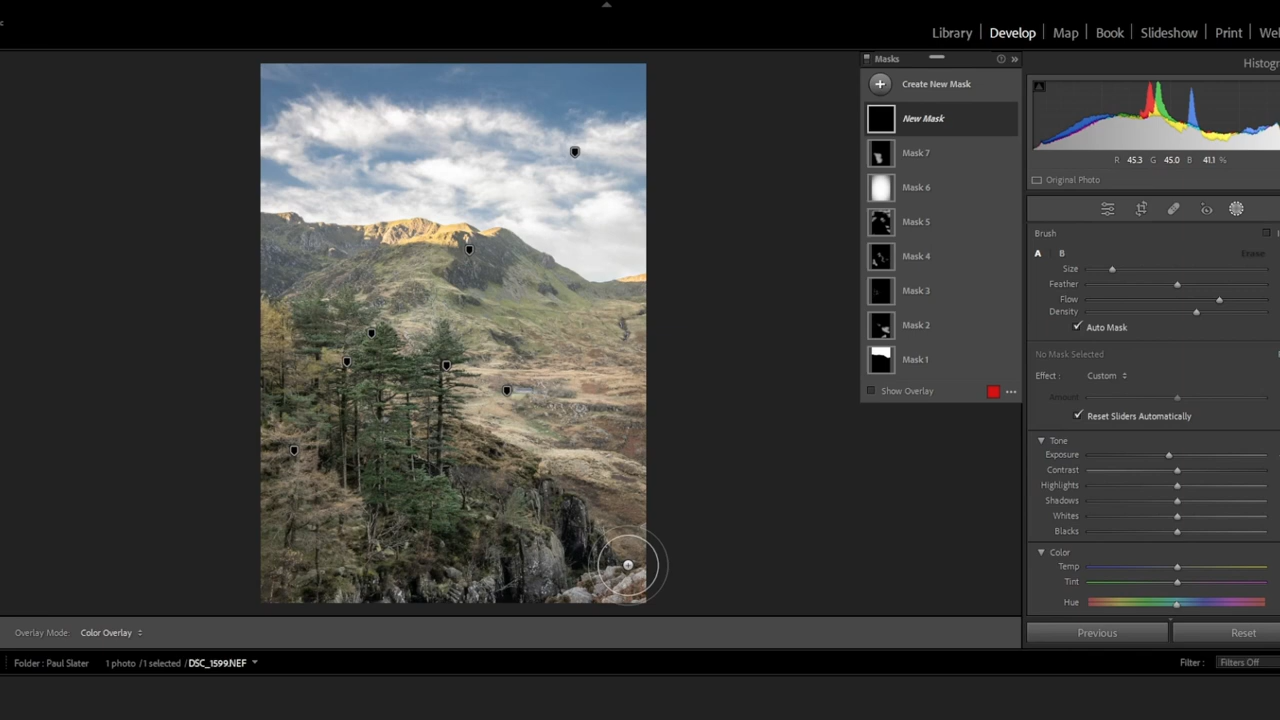 Library | Develop | Map | Book | Slideshow | Print |
Masks
Create New Mask
New Mask
Mask 7
Mask 6
Mask 5
Mask 4
Mask 3
Mask 2
Mask 1
Show Overlay
R 45.3 G 45.0 B 41.1 %
Original Photo
Brush
A B Erase
Size
Feather
Flow
Density
Auto Mask
No Mask Selected
Effect : Custom
Amount
Reset Sliders Automatically
Tone
Exposure
Contrast
Highlights
Shadows
Whites
Blacks
Color
Temp
Tint
Hue
Previous Reset
Overlay Mode: Color Overlay
Folder : Paul Slater 1 photo / 1 selected / DSC_1599.NEF
Filter : Filters Off